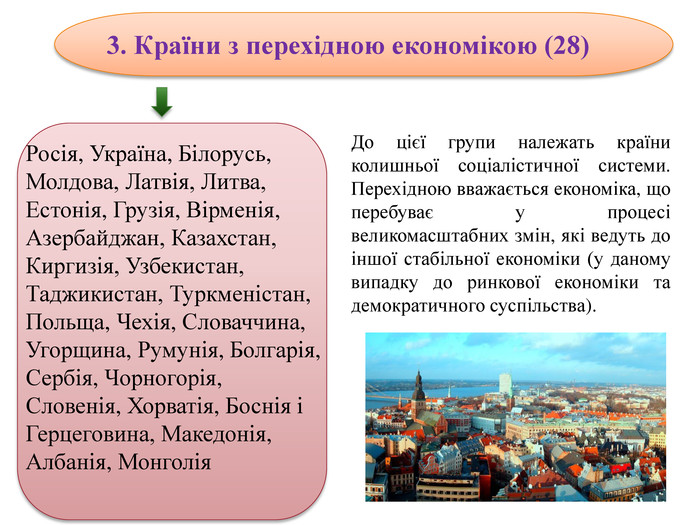 3. Країни з перехідною економікою (28)
Росія, Україна, Білорусь,
Молдова, Латвія, Литва,
Естонія, Грузія, Вірменія,
Азербайджан, Казахстан,
Киргизія, Узбекистан,
Таджикистан, Туркменістан,
Польща, Чехія, Словаччина,
Угорщина, Румунія, Болгарія,
Сербія, Чорногорія,
Словенія, Хорватія, Боснія і
Герцеговина, Македонія,
Албанія, Монголія
До цієї групи належать країни
колишньої соціалістичної системи.
Перехідною вважається економіка, що
перебуває у процесі
великомасштабних змін, які ведуть до
іншої стабільної економіки (у даному
випадку до ринкової економіки та
демократичного суспільства).